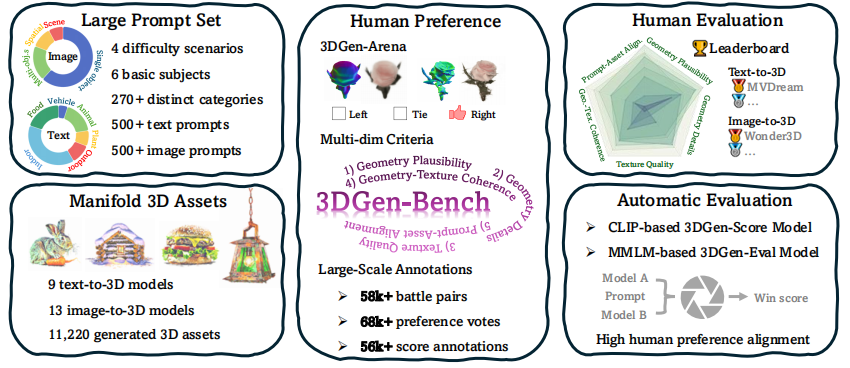 Large Prompt Set
Scene
Spatial
Multi-objs
Single object
Image
4 difficulty scenarios
6 basic subjects
270+ distinct categories
500+ text prompts
500+ image prompts
Food
Vehicle
Animal
Plant
Outdoor
Indoor
Text
Manifold 3D Assets
9 text-to-3D models
13 image-to-3D models
11,220 generated 3D assets
Human Preference
3DGen-Arena
Left
Tie
Right
Multi-dim Criteria
1) Geometry Plausibility
4) Geometry-Texture Coherence
2) Geometry Details
3DGen-Bench
5) Prompt-Asset Alignment
3) Texture Quality
Large-Scale Annotations
➤ 58k+ battle pairs
➤ 68k+ preference votes
➤ 56k+ score annotations
Human Evaluation
Prompt-Asset Align.
Geometry Plausibility
Geometry Details
Texture Quality
Geo.-Tex. Coherence
Leaderboard
Text-to-3D
MVDream
...
Image-to-3D
Wonder3D
...
Automatic Evaluation
➤ CLIP-based 3DGen-Score Model
➤ MMLM-based 3DGen-Eval Model
Model A
Prompt
Model B
Win score
High human preference alignment